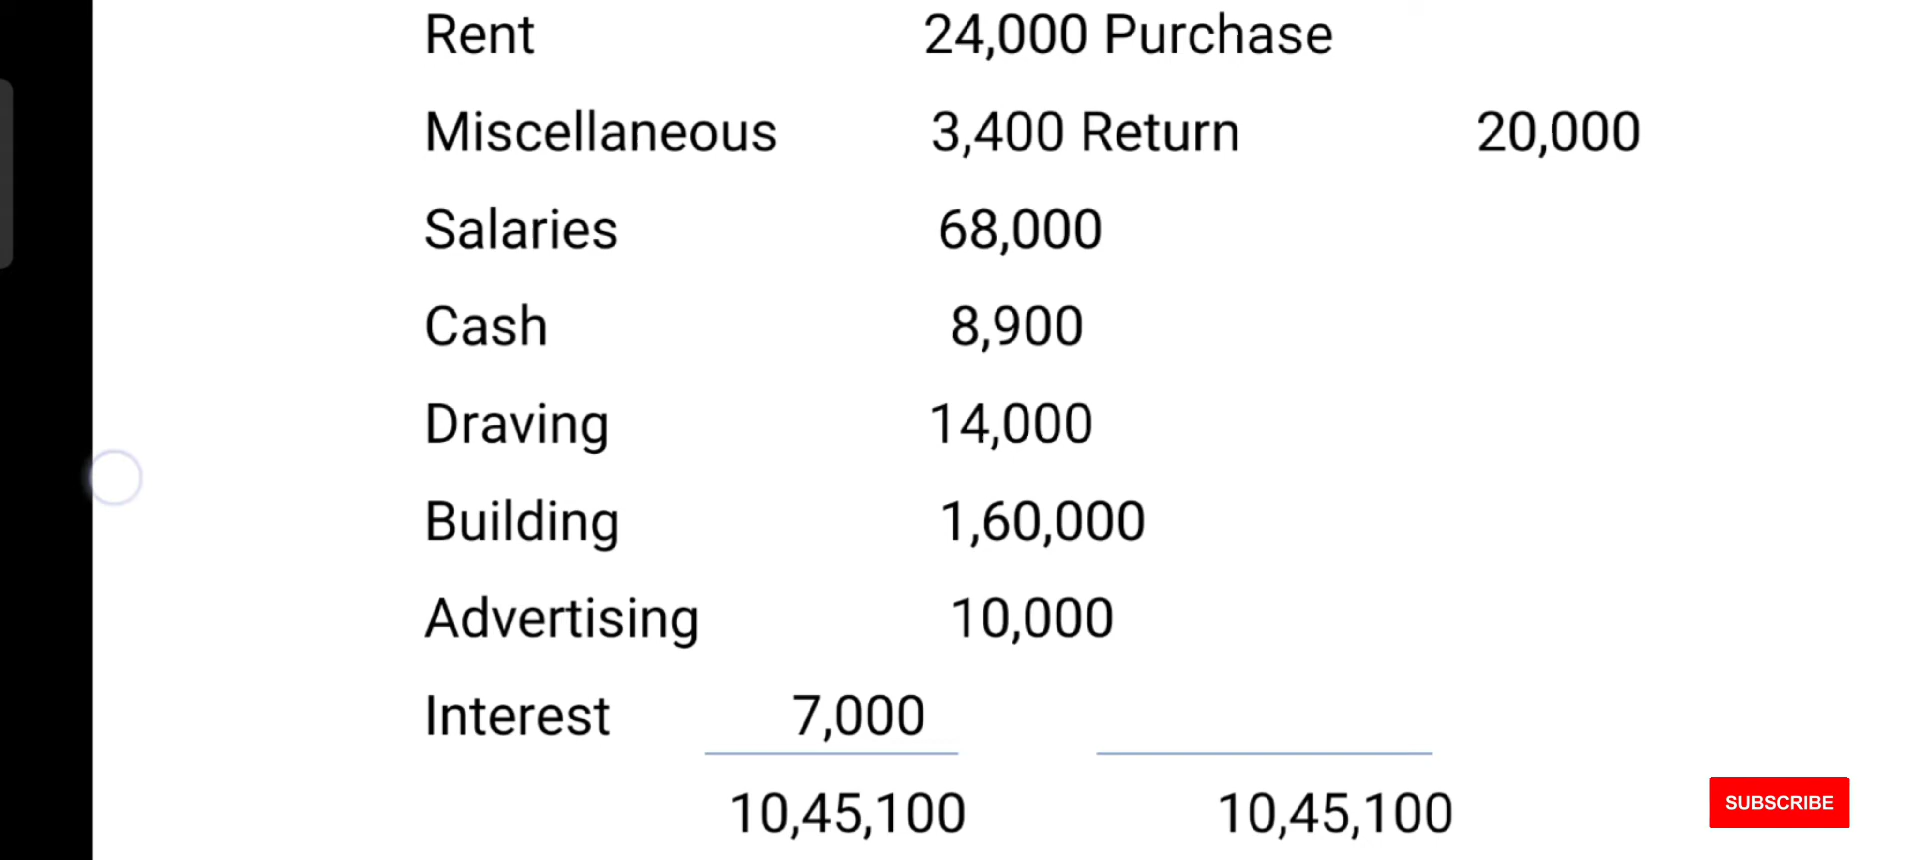 Rent 24,000 Purchase
Miscellaneous 3,400 Return 20,000
Salaries 68,000
Cash 8,900
Draving 14,000
Building 1,60,000
Advertising 10,000
Interest 7,000
10,45,100 10,45,100
SUBSCRIBE